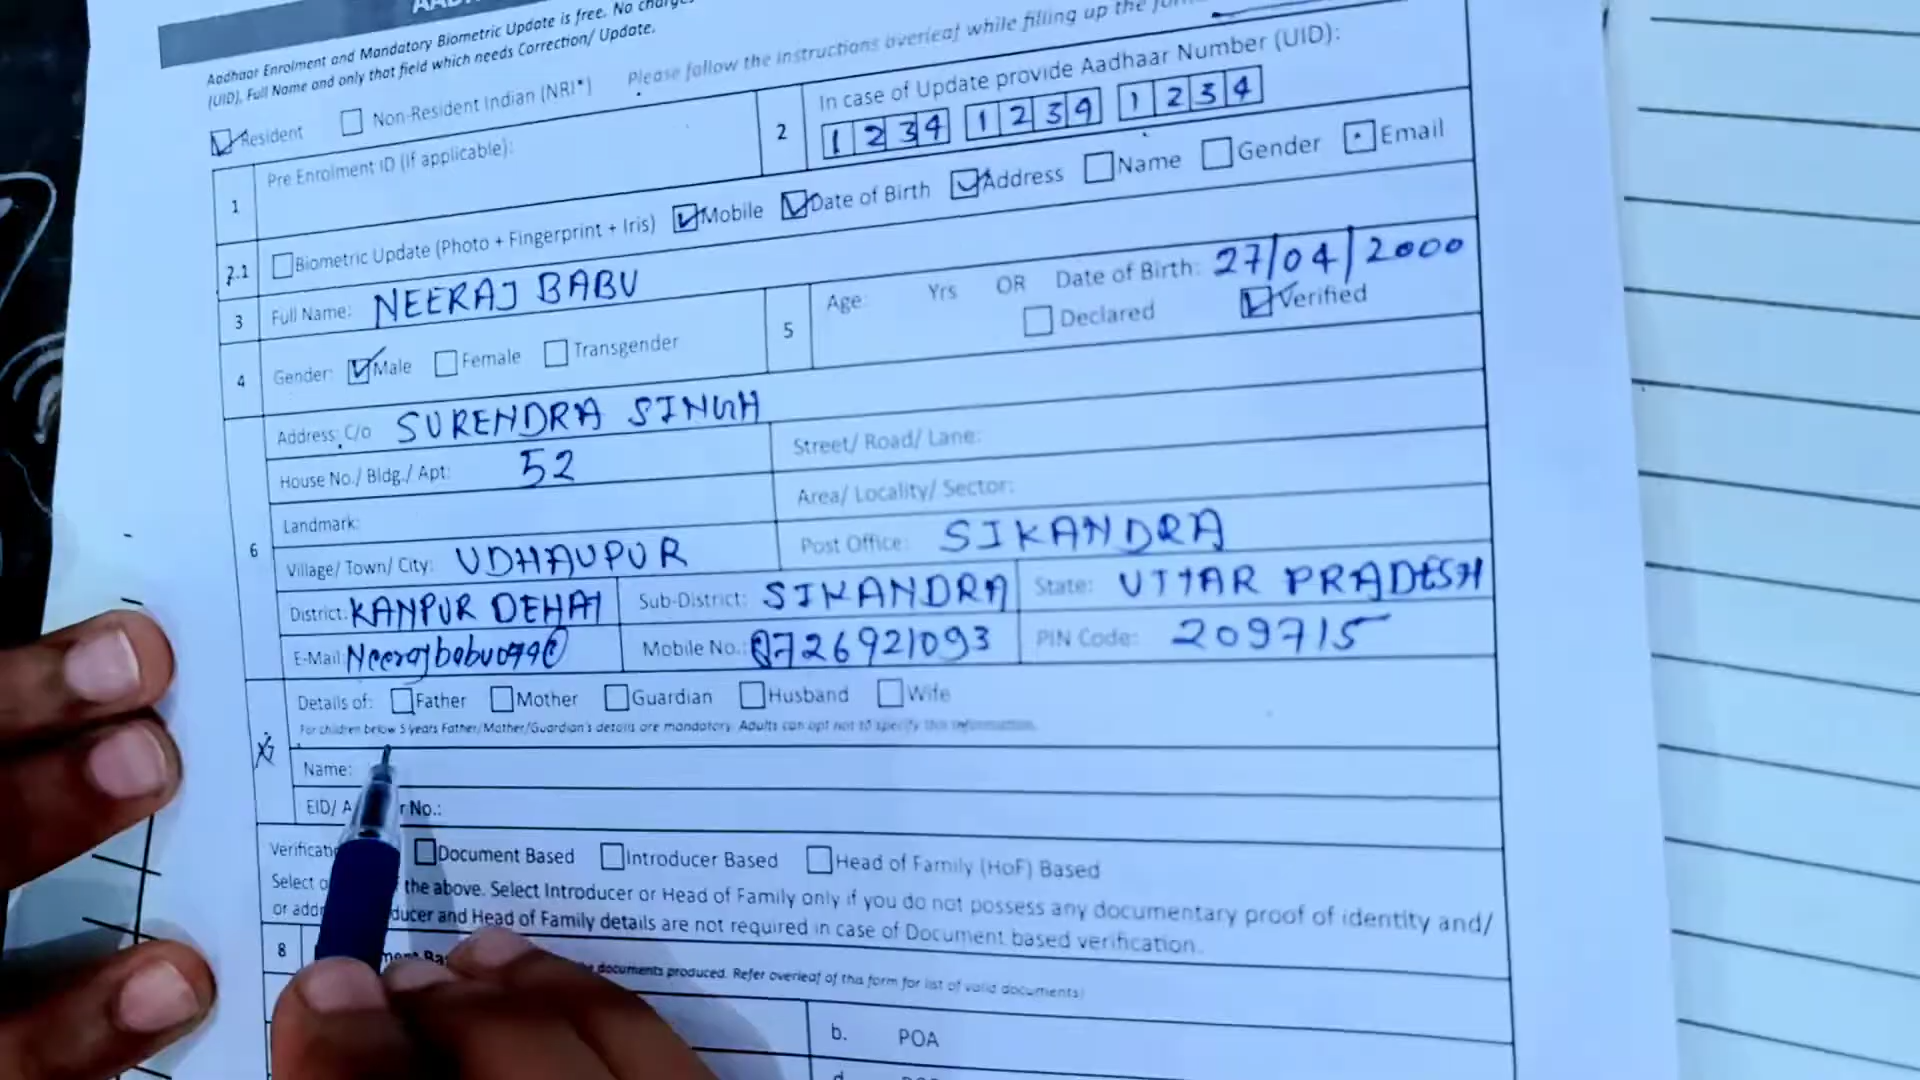 Aadhaar Enrolment and Mandatory Biometric Update is free. No charges
(UID), Full Name and only that field which needs Correction/ Update.
Please follow the instructions overleaf while filling up the
Resident Non-Resident Indian (NRI*)
1 Pre Enrolment ID (if applicable):
2 In case of Update provide Aadhaar Number (UID):
1 2 3 4 1 2 3 4 1 2 3 4
2.1 Biometric Update (Photo + Fingerprint + Iris) Mobile Date of Birth Address Name Gender Email
3 Full Name: NEERAJ BABU
5 Age: Yrs OR Date of Birth: 27/04/2000
Declared Verified
4 Gender: Male Female Transgender
6 Address: C/o SURENDRA SINGH
House No./ Bldg./ Apt: 52 Street/ Road/ Lane:
Landmark: Area/ Locality/ Sector:
Village/ Town/ City: UDHAUPUR Post Office: SIKANDRA
District: KANPUR DEHAT Sub-District: SIKANDRA State: UTTAR PRADESH
E-Mail: Mobile No.: 8726921093 PIN Code: 209715
Details of: Father Mother Guardian Husband Wife
For children below 5 years Father/Mother/Guardian's details are mandatory. Adults can opt not to specify this information.
Name:
EID/ No.:
Document Based Introducer Based Head of Family (HoF) Based
Select the above. Select Introducer or Head of Family only if you do not possess any documentary proof of identity and/
or and Head of Family details are not required in case of Document based verification.
8 documents produced. Refer overleaf of this form for list of valid documents)
b. POA